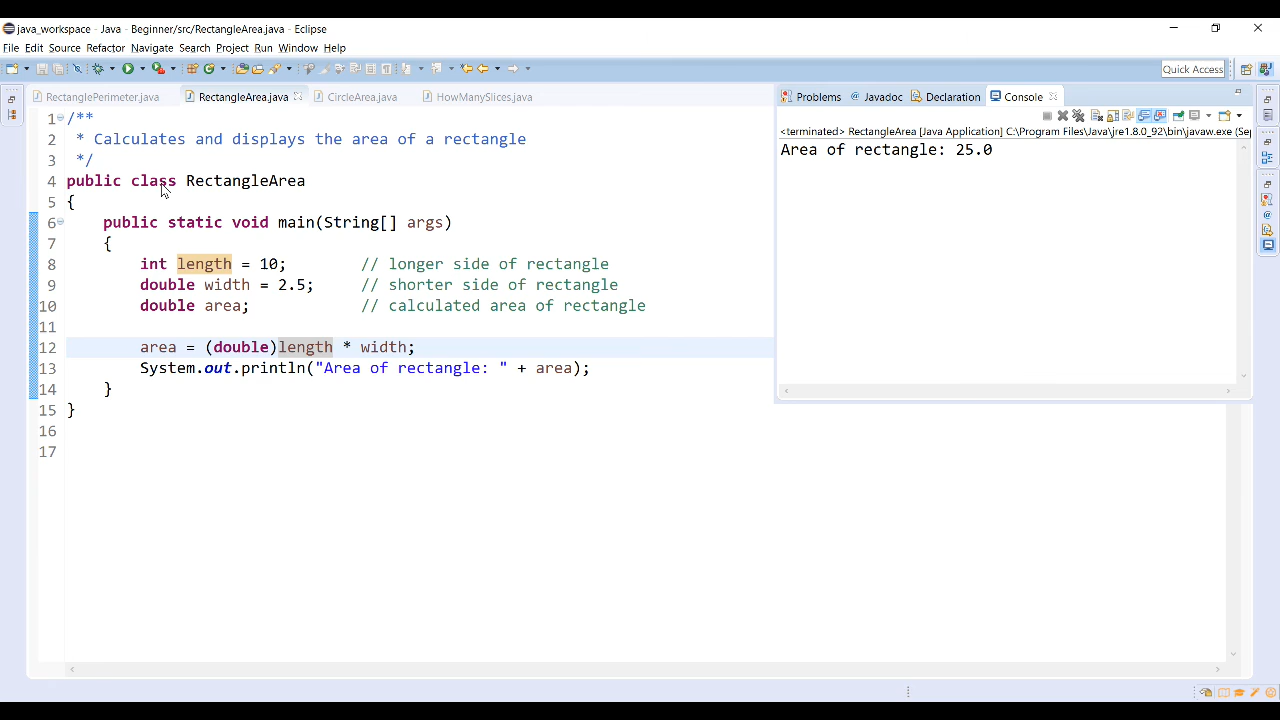 java_workspace - Java - Beginner/src/RectangleArea.java - Eclipse
File Edit Source Refactor Navigate Search Project Run Window Help
Quick Access
RectanglePerimeter.java RectangleArea.java CircleArea.java HowManySlices.java
Problems @ Javadoc Declaration Console
<terminated> RectangleArea [Java Application] C:\Program Files\Java\jre1.8.0_92\bin\javaw.exe (Sep
Area of rectangle: 25.0
1 /**
2 * Calculates and displays the area of a rectangle
3 */
4 public class RectangleArea
5 {
6 public static void main(String[] args)
7 {
8 int length = 10; // longer side of rectangle
9 double width = 2.5; // shorter side of rectangle
10 double area; // calculated area of rectangle
11
12 area = (double)length * width;
13 System.out.println("Area of rectangle: " + area);
14 }
15 }
16
17